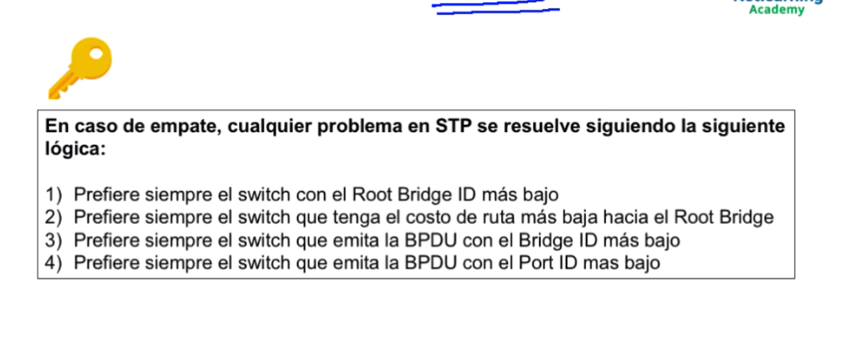 Academy
En caso de empate, cualquier problema en STP se resuelve siguiendo la siguiente
lógica:
1) Prefiere siempre el switch con el Root Bridge ID más bajo
2) Prefiere siempre el switch que tenga el costo de ruta más baja hacia el Root Bridge
3) Prefiere siempre el switch que emita la BPDU con el Bridge ID más bajo
4) Prefiere siempre el switch que emita la BPDU con el Port ID mas bajo